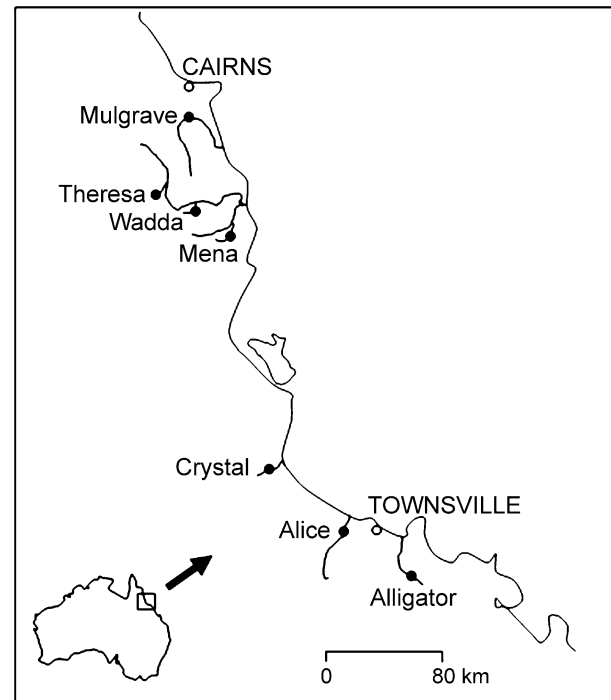 CAIRNS
Mulgrave
Theresa
Wadda
Mena
Crystal
TOWNSVILLE
Alice
Alligator
0 80 km